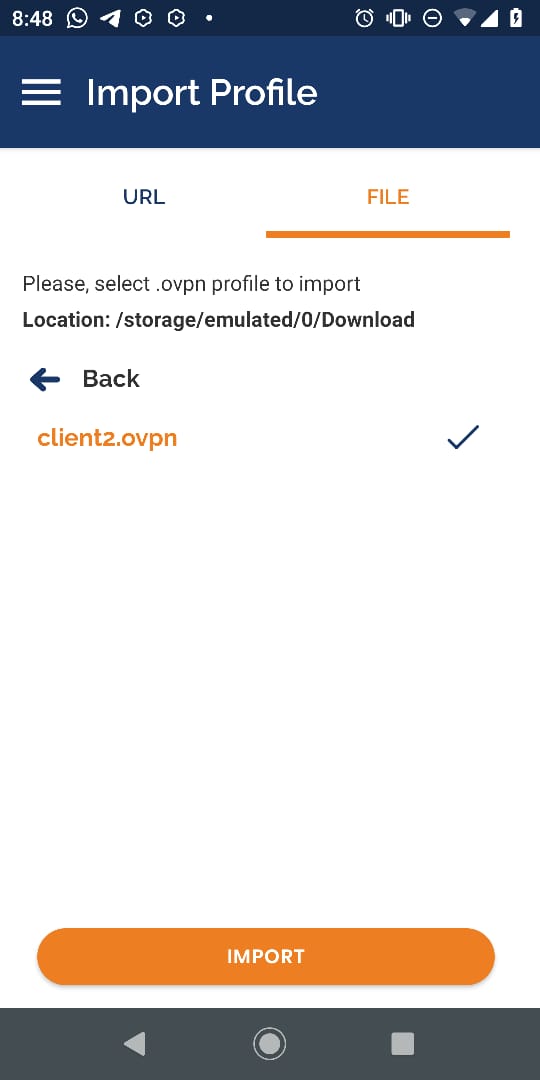 8:48
Import Profile
URL
FILE
Please, select .ovpn profile to import
Location: /storage/emulated/0/Download
Back
client2.ovpn
IMPORT